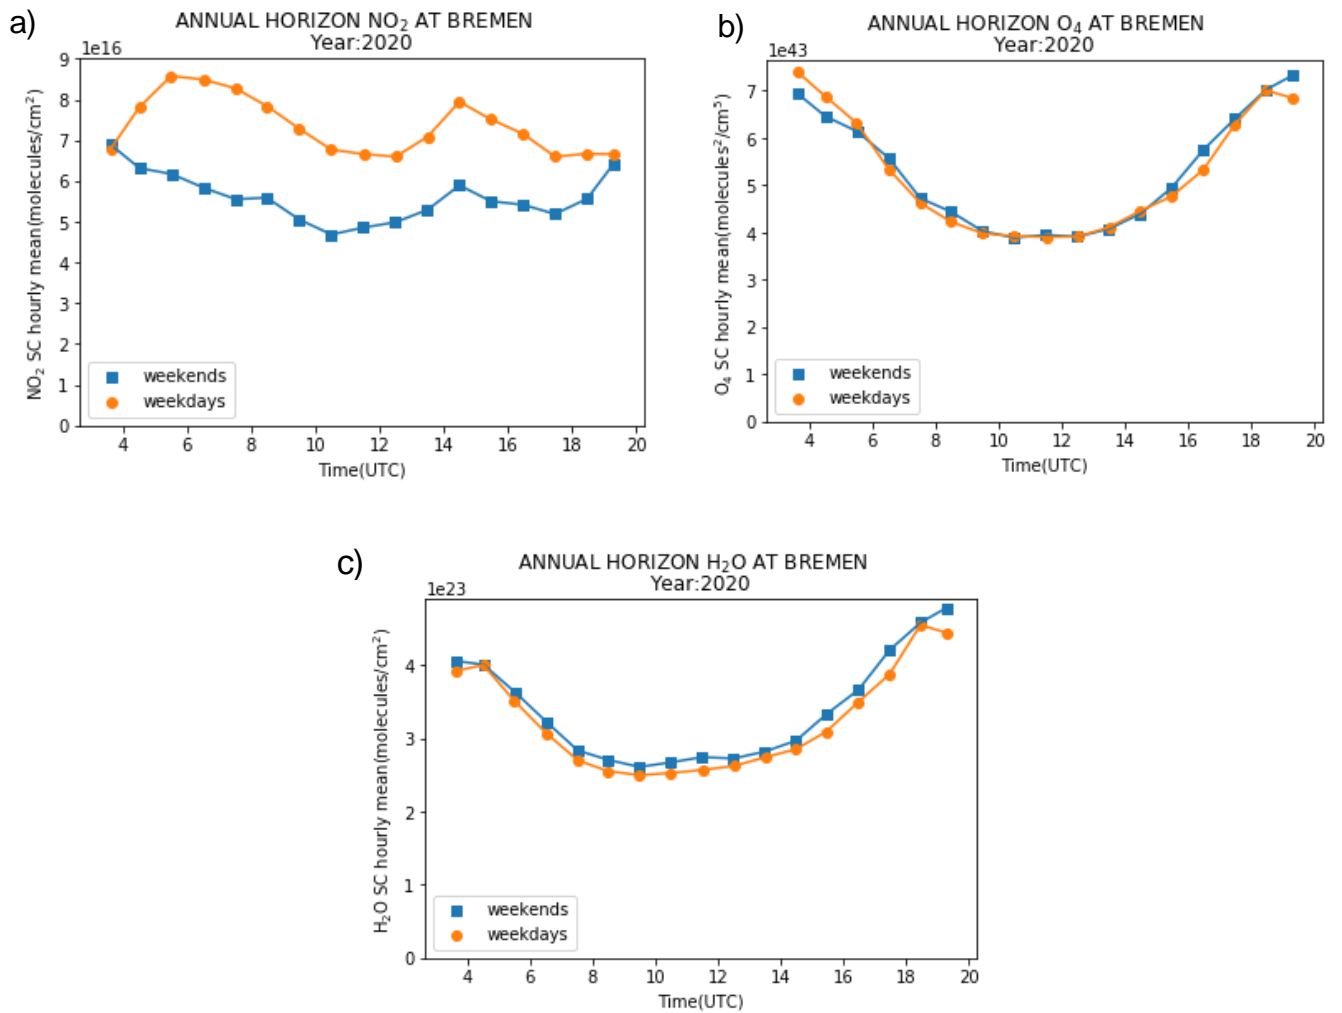 a)
ANNUAL HORIZON NO₂ AT BREMEN
Year:2020
1e16
9
8
7
6
5
4
3
2
1
0
NO₂ SC hourly mean(molecules/cm²)
weekends
weekdays
4 6 8 10 12 14 16 18 20
Time(UTC)
b)
ANNUAL HORIZON O₄ AT BREMEN
Year:2020
1e43
7
6
5
4
3
2
1
0
O₄ SC hourly mean(molecules²/cm⁵)
weekends
weekdays
4 6 8 10 12 14 16 18 20
Time(UTC)
c)
ANNUAL HORIZON H₂O AT BREMEN
Year:2020
1e23
4
3
2
1
0
H₂O SC hourly mean(molecules/cm²)
weekends
weekdays
4 6 8 10 12 14 16 18 20
Time(UTC)